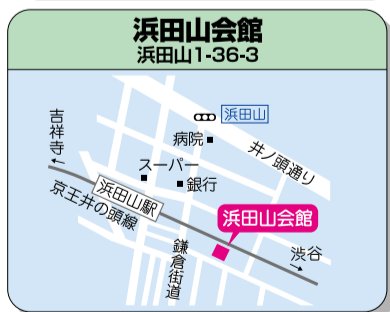 浜田山会館
浜田山1-36-3
浜田山
病院
井ノ頭通り
吉祥寺
スーパー
銀行
浜田山駅
京王井の頭線
浜田山会館
鎌倉街道
渋谷